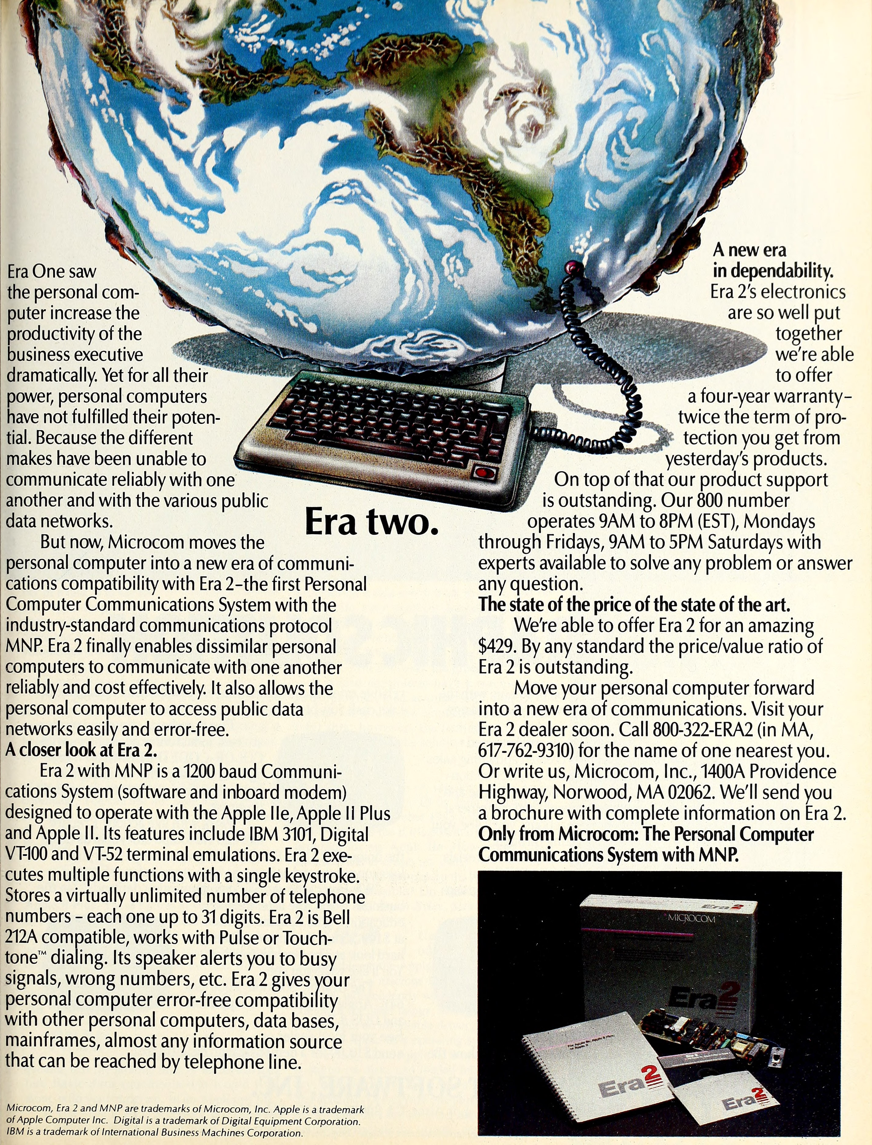 Era One saw
the personal com-
puter increase the
productivity of the
business executive
dramatically. Yet for all their
power, personal computers
have not fulfilled their poten-
tial. Because the different
makes have been unable to
communicate reliably with one
another and with the various public
data networks.
Era two.
But now, Microcom moves the
personal computer into a new era of communi-
cations compatibility with Era 2–the first Personal
Computer Communications System with the
industry-standard communications protocol
MNP. Era 2 finally enables dissimilar personal
computers to communicate with one another
reliably and cost effectively. It also allows the
personal computer to access public data
networks easily and error-free.
A closer look at Era 2.
Era 2 with MNP is a 1200 baud Communi-
cations System (software and inboard modem)
designed to operate with the Apple IIe, Apple II Plus
and Apple II. Its features include IBM 3101, Digital
VT-100 and VT-52 terminal emulations. Era 2 exe-
cutes multiple functions with a single keystroke.
Stores a virtually unlimited number of telephone
numbers – each one up to 31 digits. Era 2 is Bell
212A compatible, works with Pulse or Touch-
tone™ dialing. Its speaker alerts you to busy
signals, wrong numbers, etc. Era 2 gives your
personal computer error-free compatibility
with other personal computers, data bases,
mainframes, almost any information source
that can be reached by telephone line.
Microcom, Era 2 and MNP are trademarks of Microcom, Inc. Apple is a trademark
of Apple Computer Inc. Digital is a trademark of Digital Equipment Corporation.
IBM is a trademark of International Business Machines Corporation.
A new era
in dependability.
Era 2's electronics
are so well put
together
we're able
to offer
a four-year warranty–
twice the term of pro-
tection you get from
yesterday's products.
On top of that our product support
is outstanding. Our 800 number
operates 9AM to 8PM (EST), Mondays
through Fridays, 9AM to 5PM Saturdays with
experts available to solve any problem or answer
any question.
The state of the price of the state of the art.
We're able to offer Era 2 for an amazing
$429. By any standard the price/value ratio of
Era 2 is outstanding.
Move your personal computer forward
into a new era of communications. Visit your
Era 2 dealer soon. Call 800-322-ERA2 (in MA,
617-762-9310) for the name of one nearest you.
Or write us, Microcom, Inc., 1400A Providence
Highway, Norwood, MA 02062. We'll send you
a brochure with complete information on Era 2.
Only from Microcom: The Personal Computer
Communications System with MNP.
Era 2
MICROCOM
Era 2
Era 2
Era 2